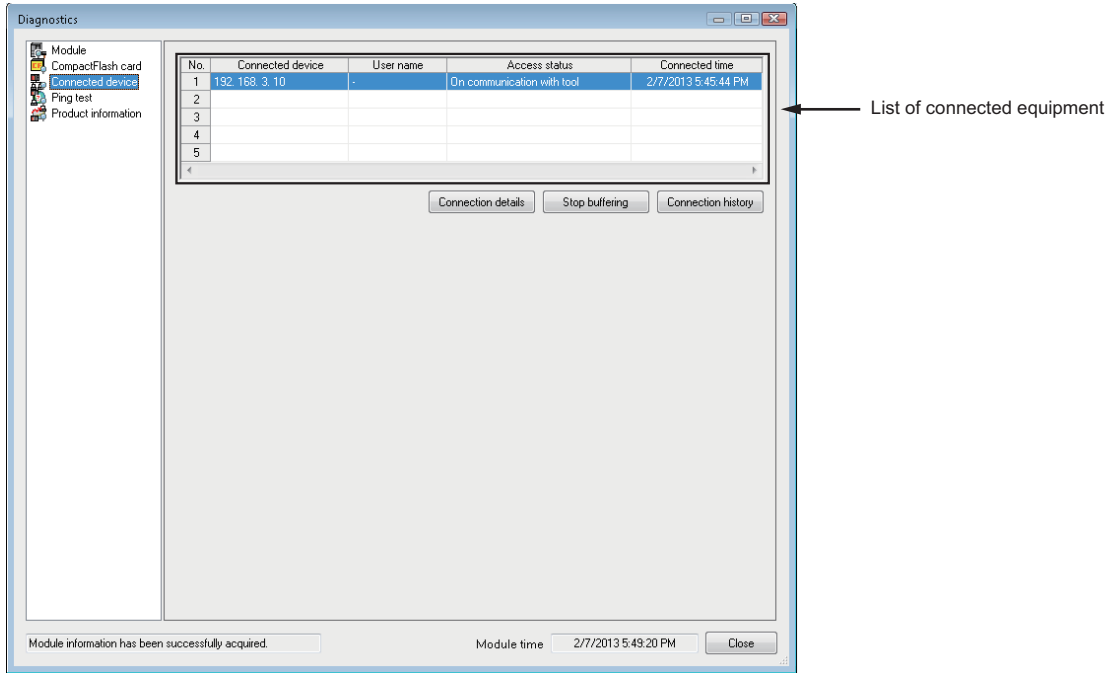 Diagnostics
Module
CompactFlash card
Connected device
Ping test
Product information
No. Connected device User name Access status Connected time
1 192. 168. 3. 10 - On communication with tool 2/7/2013 5:45:44 PM
2
3
4
5
List of connected equipment
Connection details Stop buffering Connection history
Module information has been successfully acquired. Module time 2/7/2013 5:49:20 PM Close